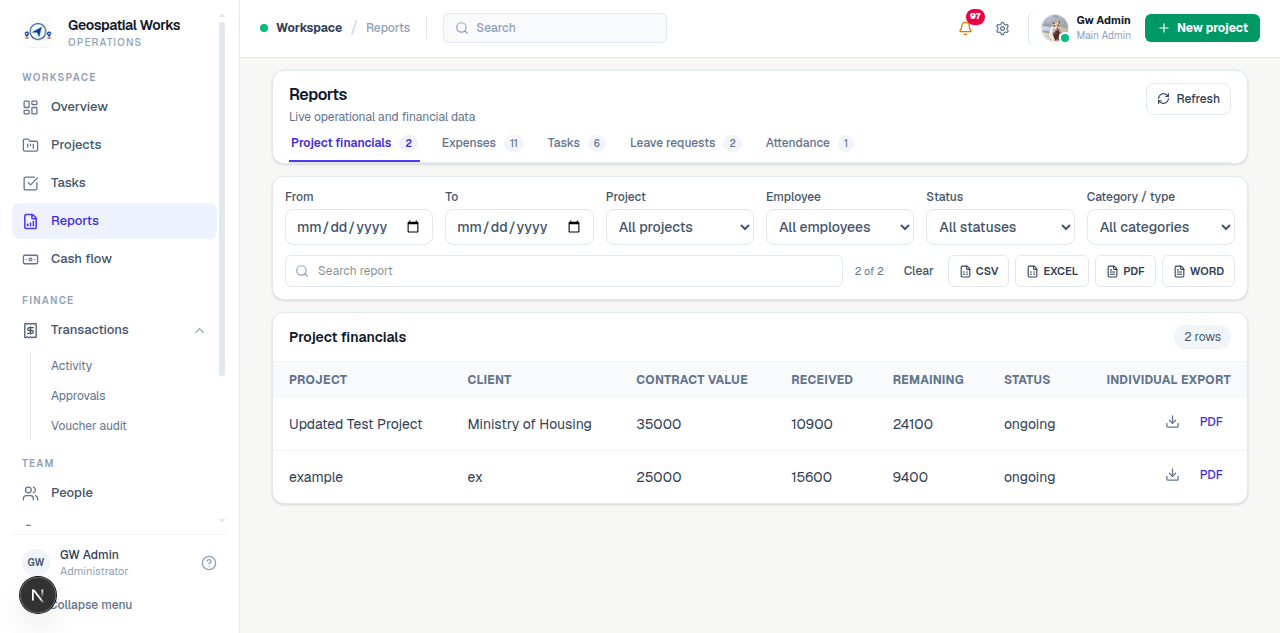 Geospatial Works
OPERATIONS
WORKSPACE
Overview
Projects
Tasks
Reports
Cash flow
FINANCE
Transactions
Activity
Approvals
Voucher audit
TEAM
People
GW GW Admin
Administrator
N Collapse menu
Workspace / Reports
Search
97
Gw Admin
Main Admin
New project
Reports
Live operational and financial data
Refresh
Project financials 2 Expenses 11 Tasks 6 Leave requests 2 Attendance 1
From To Project Employee Status Category / type
mm/dd/yyyy mm/dd/yyyy All projects All employees All statuses All categories
Search report 2 of 2 Clear CSV EXCEL PDF WORD
Project financials 2 rows
PROJECT CLIENT CONTRACT VALUE RECEIVED REMAINING STATUS INDIVIDUAL EXPORT
Updated Test Project Ministry of Housing 35000 10900 24100 ongoing PDF
example ex 25000 15600 9400 ongoing PDF